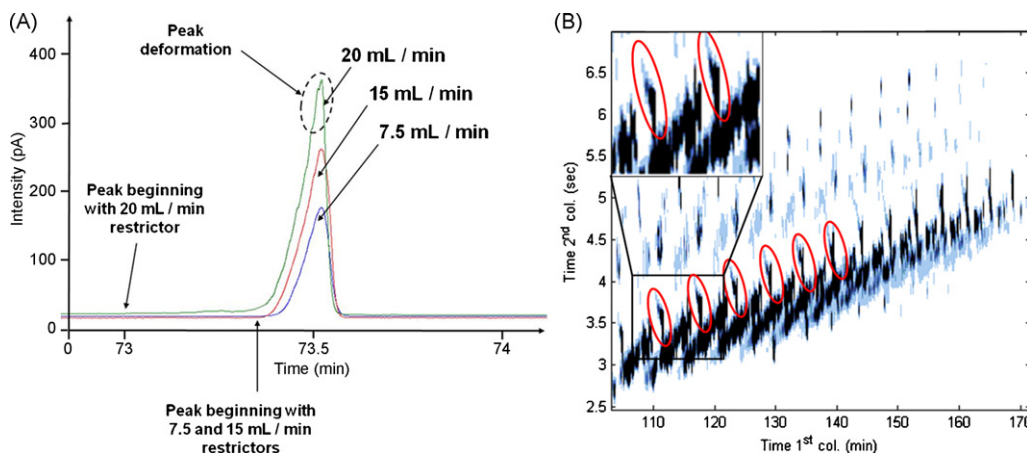 (A)
Peak
deformation
20 mL / min
15 mL / min
7.5 mL / min
Peak beginning
with 20 mL / min
restrictor
Peak beginning with
7.5 and 15 mL / min
restrictors
Intensity (pA)
400
300
200
100
0
0 73 73.5 74
Time (min)
(B)
Time 2nd col. (sec)
6.5
6
5.5
5
4.5
4
3.5
3
2.5
110 120 130 140 150 160 170
Time 1st col. (min)